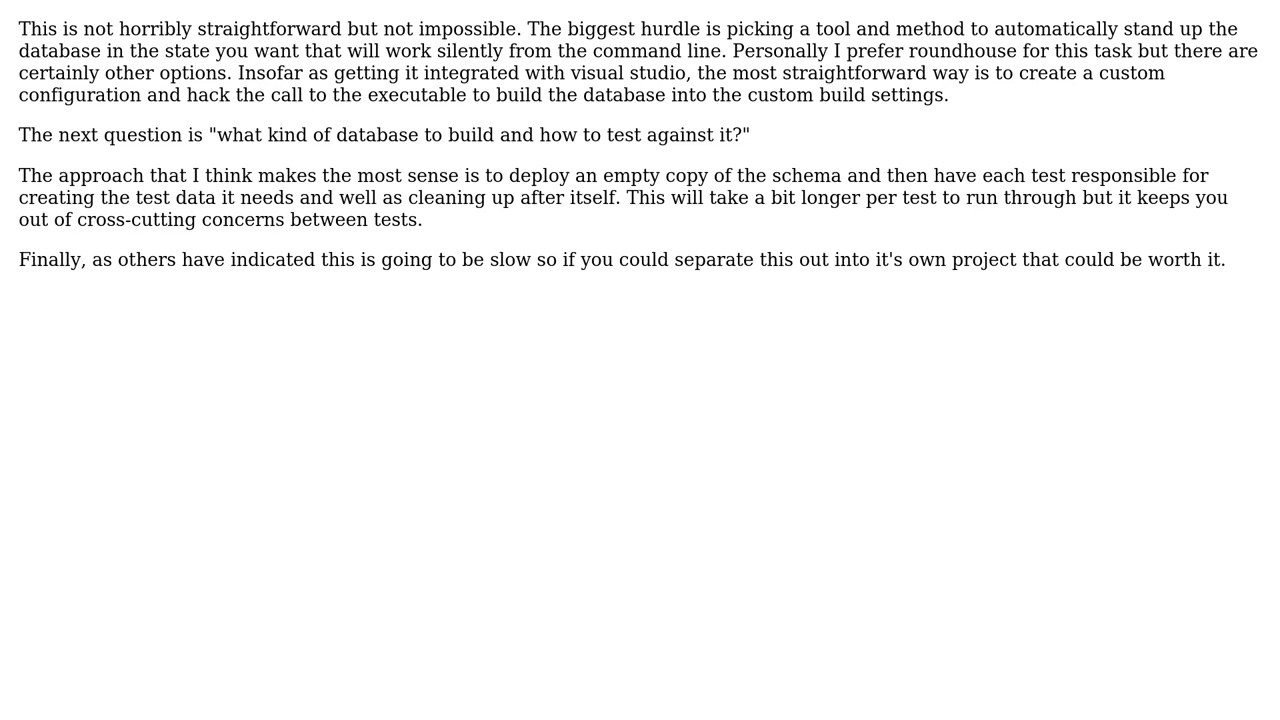 This is not horribly straightforward but not impossible. The biggest hurdle is picking a tool and method to automatically stand up the
database in the state you want that will work silently from the command line. Personally I prefer roundhouse for this task but there are
certainly other options. Insofar as getting it integrated with visual studio, the most straightforward way is to create a custom
configuration and hack the call to the executable to build the database into the custom build settings.
The next question is "what kind of database to build and how to test against it?"
The approach that I think makes the most sense is to deploy an empty copy of the schema and then have each test responsible for
creating the test data it needs and well as cleaning up after itself. This will take a bit longer per test to run through but it keeps you
out of cross-cutting concerns between tests.
Finally, as others have indicated this is going to be slow so if you could separate this out into it's own project that could be worth it.